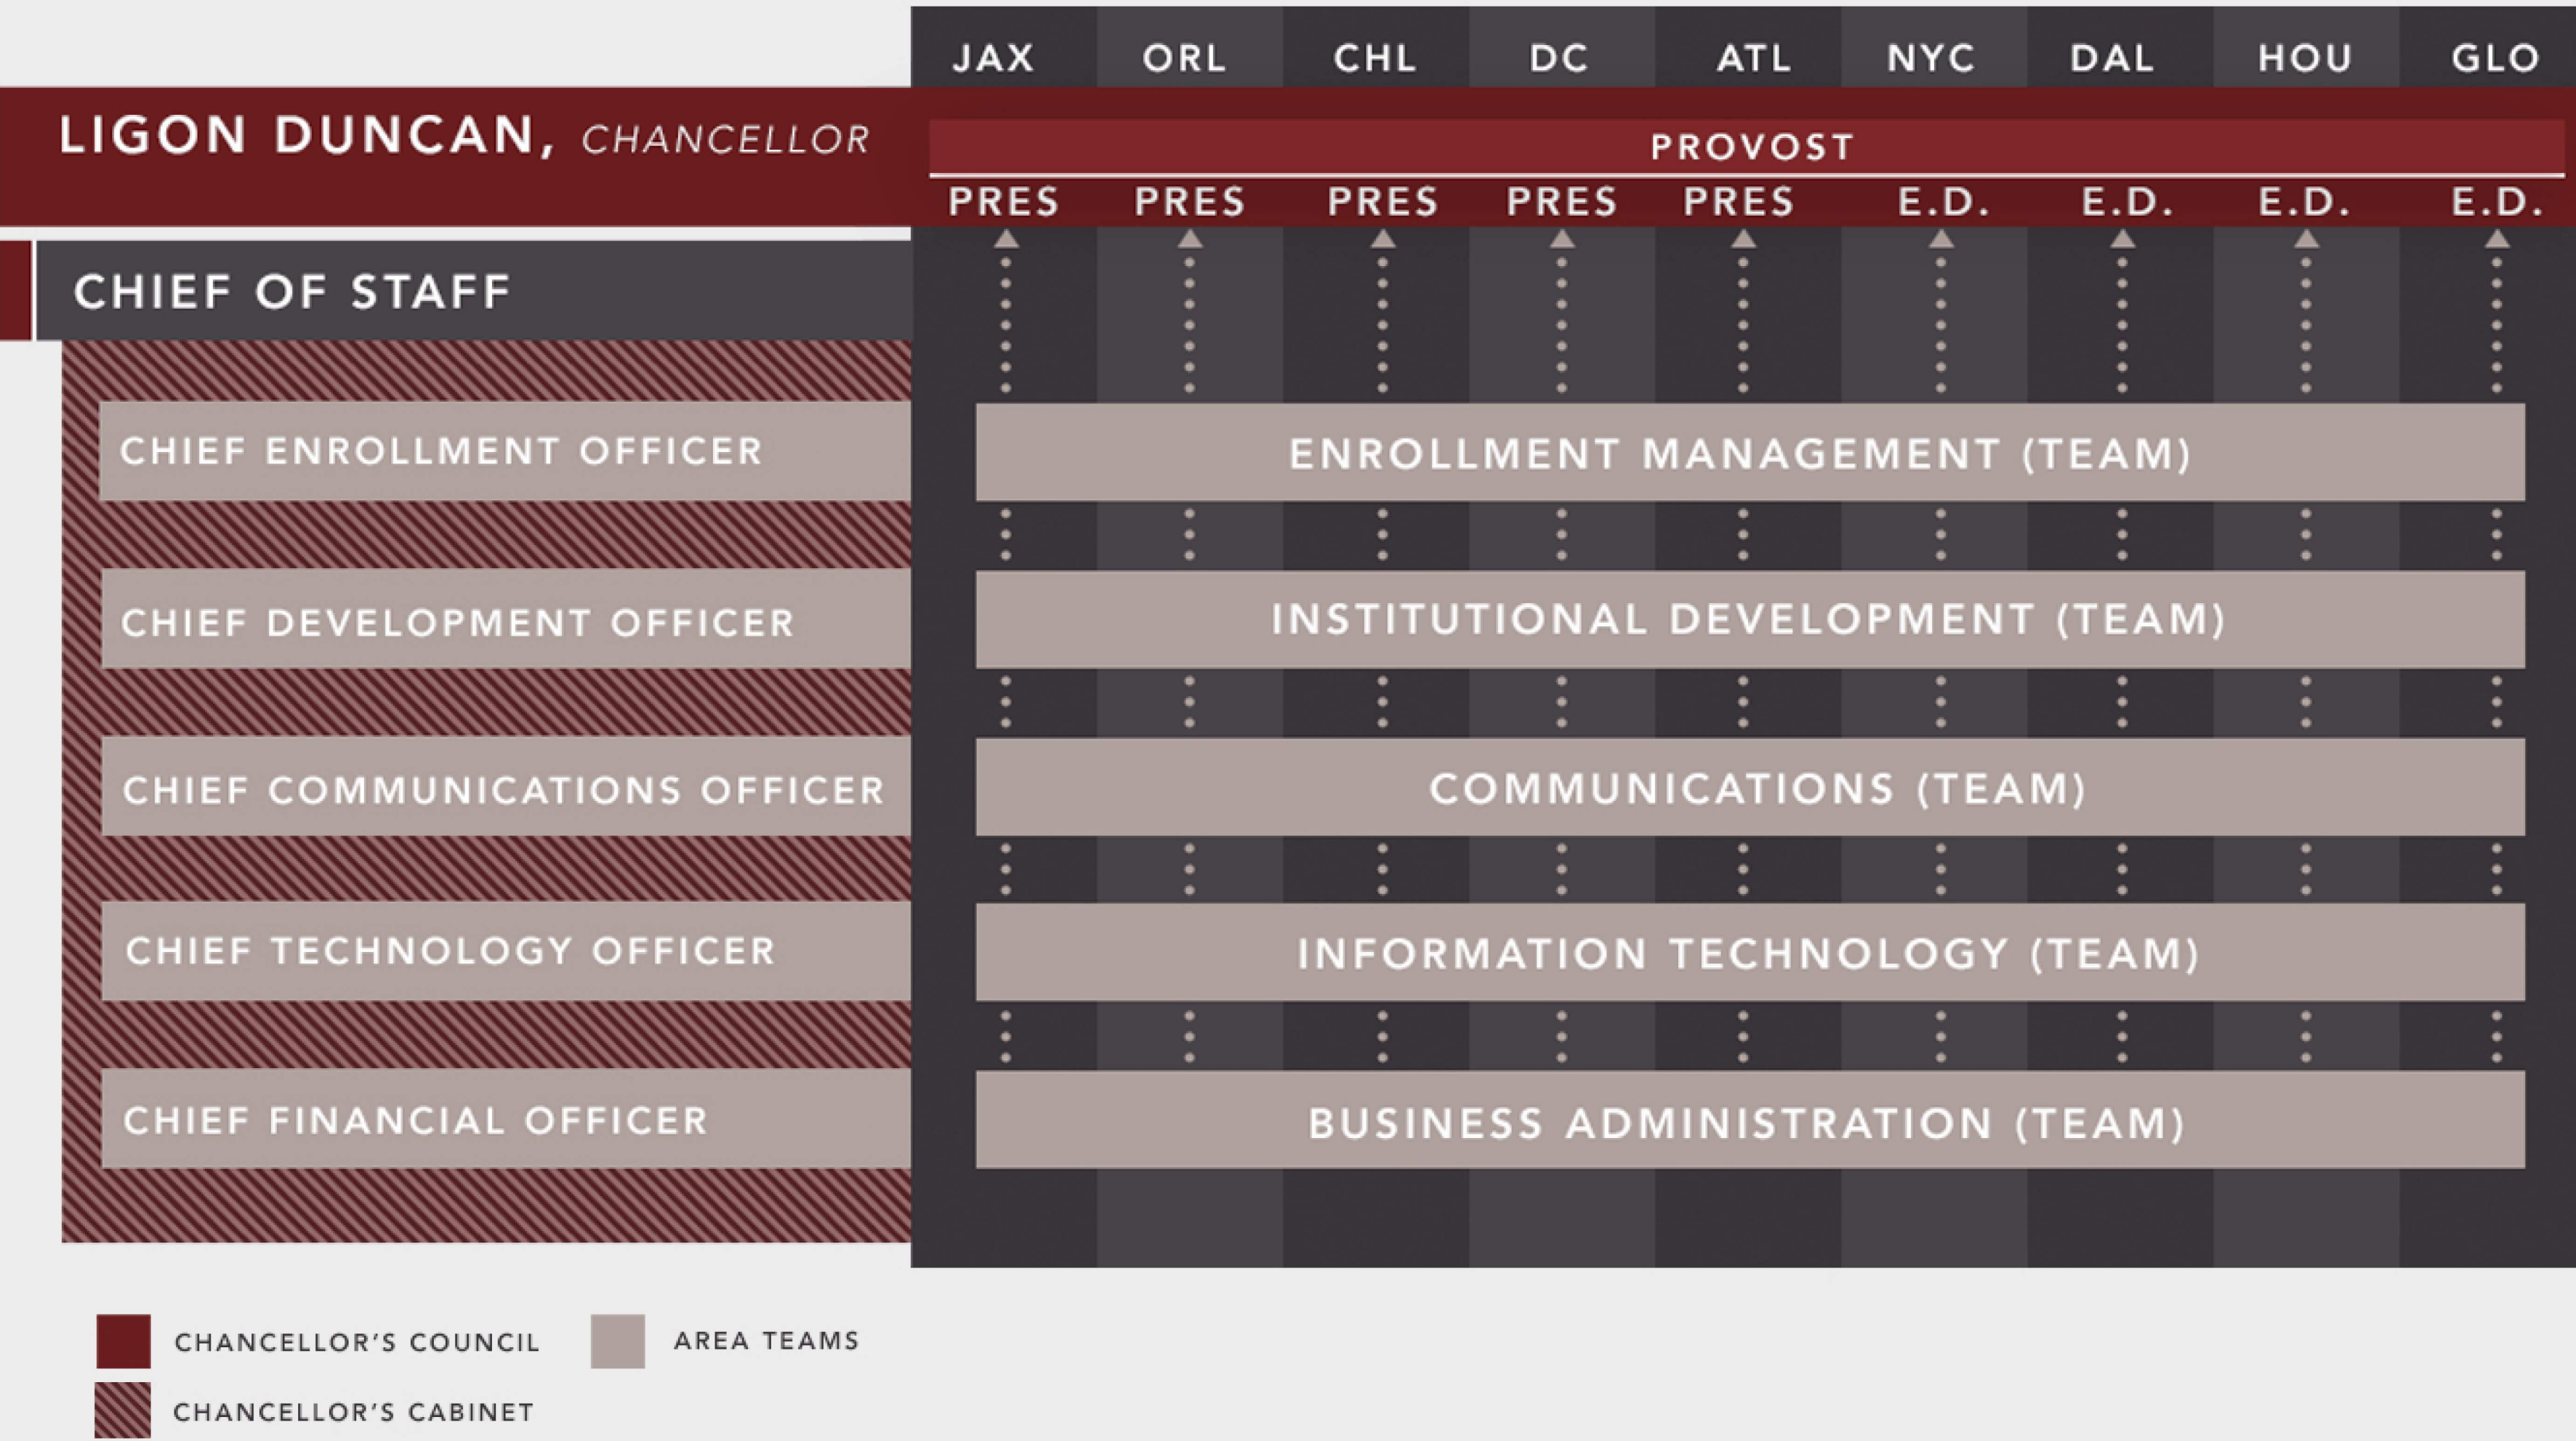 JAX ORL CHL DC ATL NYC DAL HOU GLO
LIGON DUNCAN, CHANCELLOR
PROVOST
PRES PRES PRES PRES PRES E.D. E.D. E.D. E.D.
CHIEF OF STAFF
CHIEF ENROLLMENT OFFICER
ENROLLMENT MANAGEMENT (TEAM)
CHIEF DEVELOPMENT OFFICER
INSTITUTIONAL DEVELOPMENT (TEAM)
CHIEF COMMUNICATIONS OFFICER
COMMUNICATIONS (TEAM)
CHIEF TECHNOLOGY OFFICER
INFORMATION TECHNOLOGY (TEAM)
CHIEF FINANCIAL OFFICER
BUSINESS ADMINISTRATION (TEAM)
CHANCELLOR'S COUNCIL
AREA TEAMS
CHANCELLOR'S CABINET